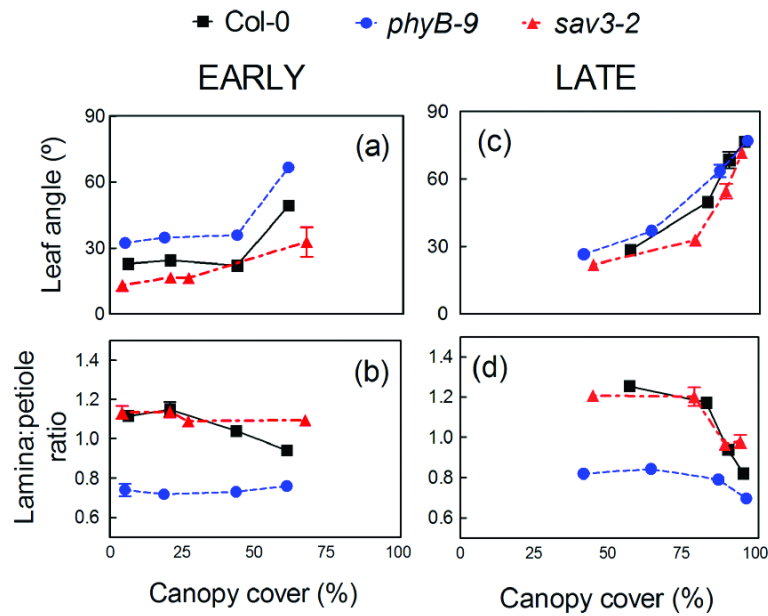 Col-0 phyB-9 sav3-2
EARLY LATE
Leaf angle (º)
90
60
30
0
(a)
90
60
30
0
(c)
Lamina:petiole
ratio
1.4
1.2
1.0
0.8
0.6
(b)
0 25 50 75 100
Canopy cover (%)
1.4
1.2
1.0
0.8
0.6
(d)
0 25 50 75 100
Canopy cover (%)